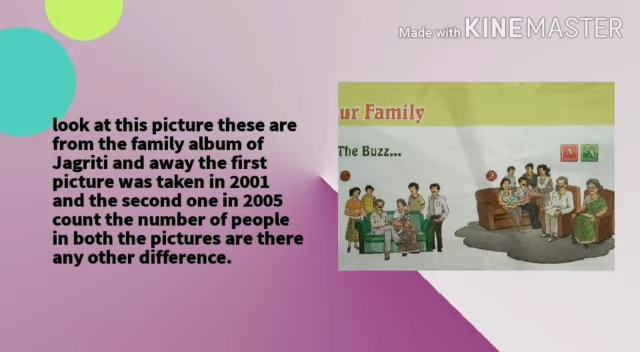 Made with KINEMASTER
look at this picture these are
from the family album of
Jagriti and away the first
picture was taken in 2001
and the second one in 2005
count the number of people
in both the pictures are there
any other difference.
ur Family
The Buzz...
2